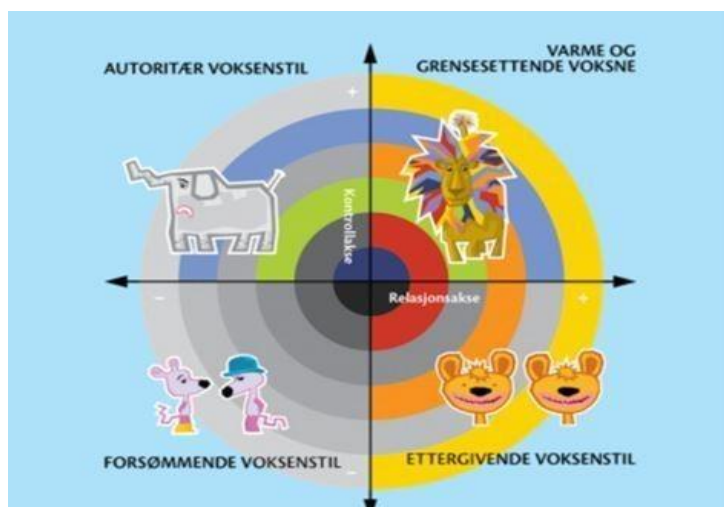 AUTORITÆR VOKSENSTIL
VARME OG
GRENSESETTENDE VOKSNE
+
Kontrollakse
–
Relasjonsakse
+
FORSØMMENDE VOKSENSTIL
–
ETTERGIVENDE VOKSENSTIL